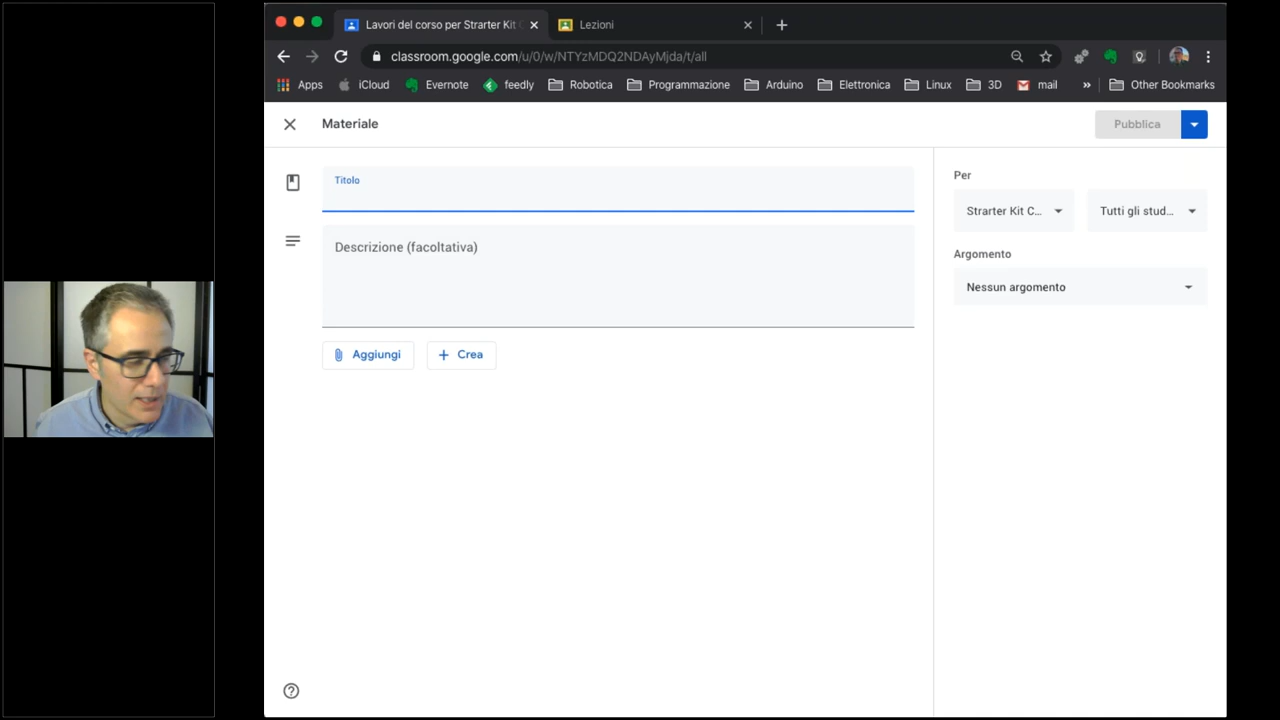 Lavori del corso per Strarter Kit C
Lezioni
classroom.google.com/u/0/w/NTYzMDQ2NDAyMjda/t/all
Apps
iCloud
Evernote
feedly
Robotica
Programmazione
Arduino
Elettronica
Linux
3D
mail
»
Other Bookmarks
Materiale
Pubblica
Titolo
Descrizione (facoltativa)
Aggiungi
Crea
Per
Strarter Kit C...
Tutti gli stud...
Argomento
Nessun argomento